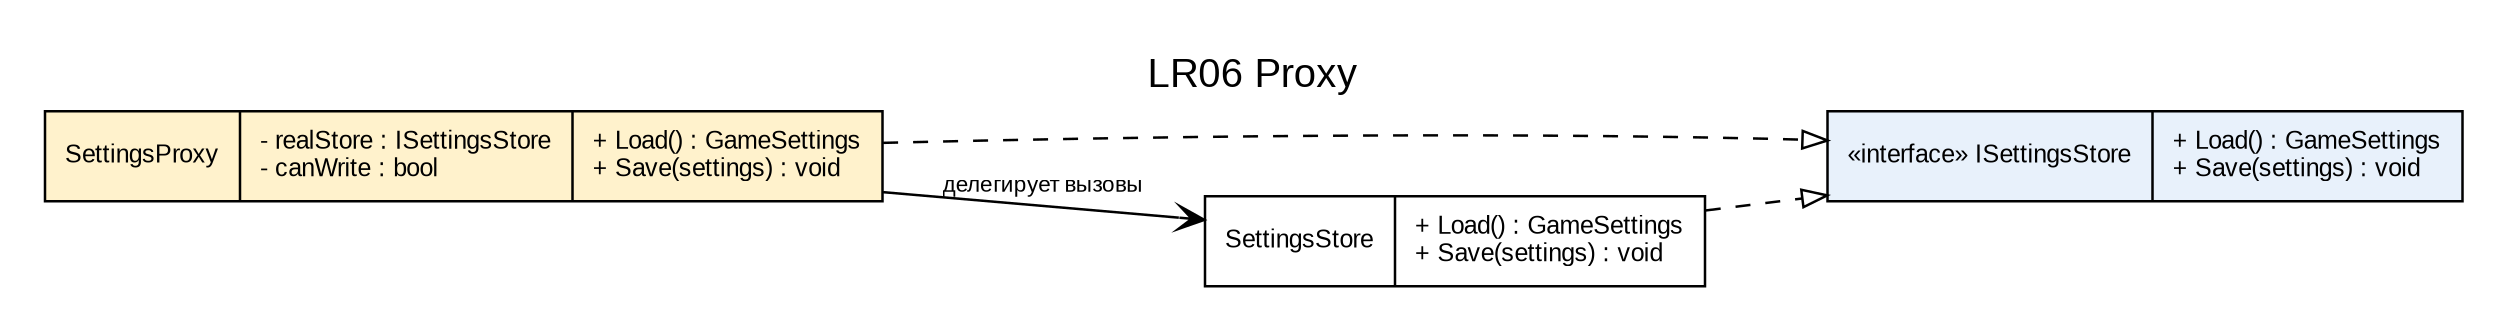 LR06 Proxy
SettingsProxy
- realStore : ISettingsStore
- canWrite : bool
+ Load() : GameSettings
+ Save(settings) : void
делегирует вызовы
SettingsStore
+ Load() : GameSettings
+ Save(settings) : void
«interface» ISettingsStore
+ Load() : GameSettings
+ Save(settings) : void